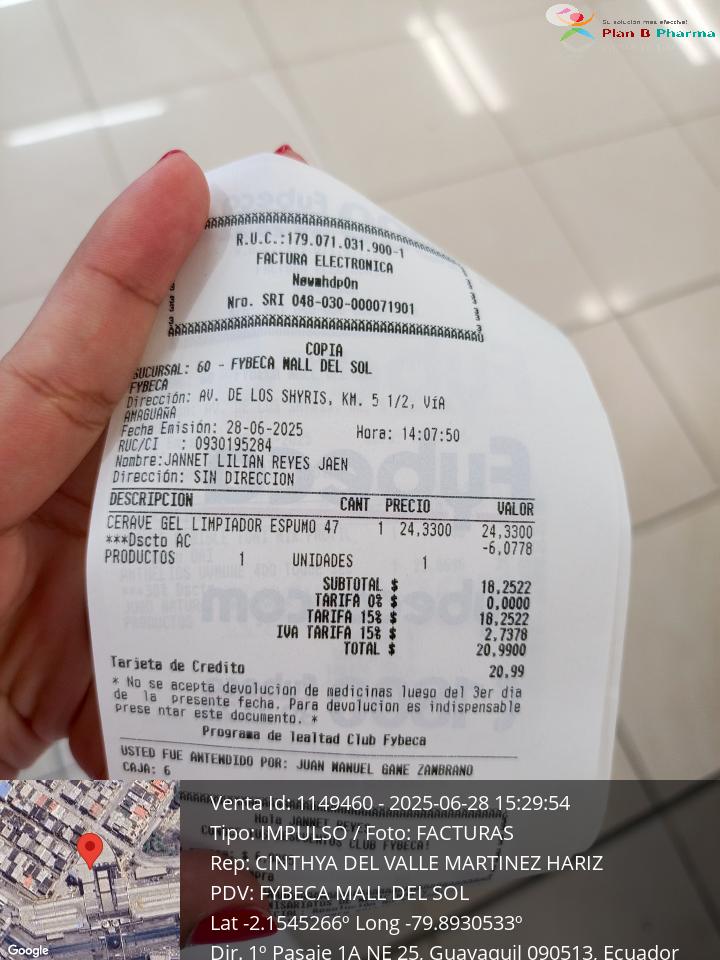 Su solución más efectiva!
Plan B Pharma
R.U.C.:179.071.031.900-1
FACTURA ELECTRONICA
Nro. SRI 048-030-000071901
COPIA
SUCURSAL: 60 - FYBECA MALL DEL SOL
FYBECA
Dirección: AV. DE LOS SHYRIS, KM. 5 1/2, VíA
AMAGUAñA
Fecha Emisión: 28-06-2025 Hora: 14:07:50
RUC/CI : 0930195284
Nombre:JANNET LILIAN REYES JAEN
Dirección: SIN DIRECCION
DESCRIPCION CANT PRECIO VALOR
CERAVE GEL LIMPIADOR ESPUMO 47 1 24,3300 24,3300
***Dscto AC -6,0778
PRODUCTOS 1 UNIDADES 1
SUBTOTAL $ 18,2522
TARIFA 0% $ 0,0000
TARIFA 15% $ 18,2522
IVA TARIFA 15% $ 2,7378
TOTAL $ 20,9900
Tarjeta de Credito 20,99
* No se acepta devolucion de medicinas luego del 3er dia
de la presente fecha. Para devolucion es indispensable
prese ntar este documento. *
Programa de lealtad Club Fybeca
USTED FUE ANTENDIDO POR: JUAN MANUEL GAME ZAMBRANO
CAJA: 6
Hola JANNET
CLUB FYBECA!
Venta Id: 1149460 - 2025-06-28 15:29:54
Tipo: IMPULSO / Foto: FACTURAS
Rep: CINTHYA DEL VALLE MARTINEZ HARIZ
PDV: FYBECA MALL DEL SOL
Lat -2.1545266º Long -79.8930533º
Dir. 1º Pasaje 1A NE 25, Guayaquil 090513, Ecuador
Google